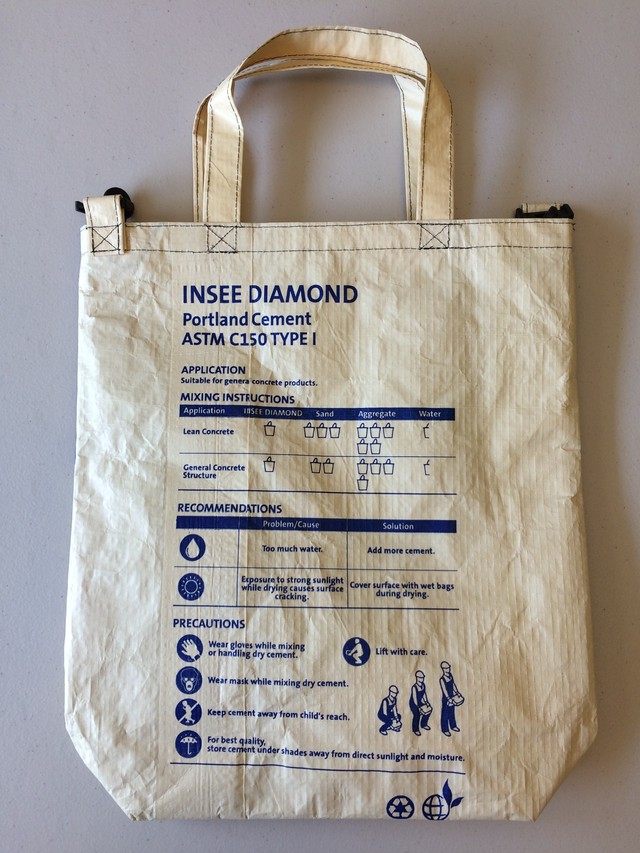 INSEE DIAMOND
Portland Cement
ASTM C150 TYPE I
APPLICATION
Suitable for genera concrete products.
MIXING INSTRUCTIONS
Application INSEE DIAMOND Sand Aggregate Water
Lean Concrete
General Concrete
Structure
RECOMMENDATIONS
Problem/Cause Solution
Too much water. Add more cement.
Exposure to strong sunlight
while drying causes surface
cracking.
Cover surface with wet bags
during drying.
PRECAUTIONS
Wear gloves while mixing
or handling dry cement.
Lift with care.
Wear mask while mixing dry cement.
Keep cement away from child's reach.
For best quality,
store cement under shades away from direct sunlight and moisture.